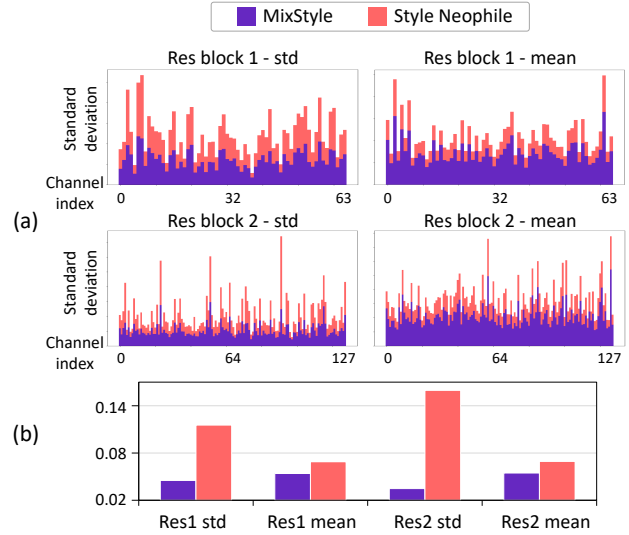 MixStyle Style Neophile
Res block 1 - std Res block 1 - mean
Standard
deviation
Channel
index
0 32 63 0 32 63
(a)
Res block 2 - std Res block 2 - mean
Standard
deviation
Channel
index
0 64 127 0 64 127
(b)
0.14
0.08
0.02
Res1 std Res1 mean Res2 std Res2 mean